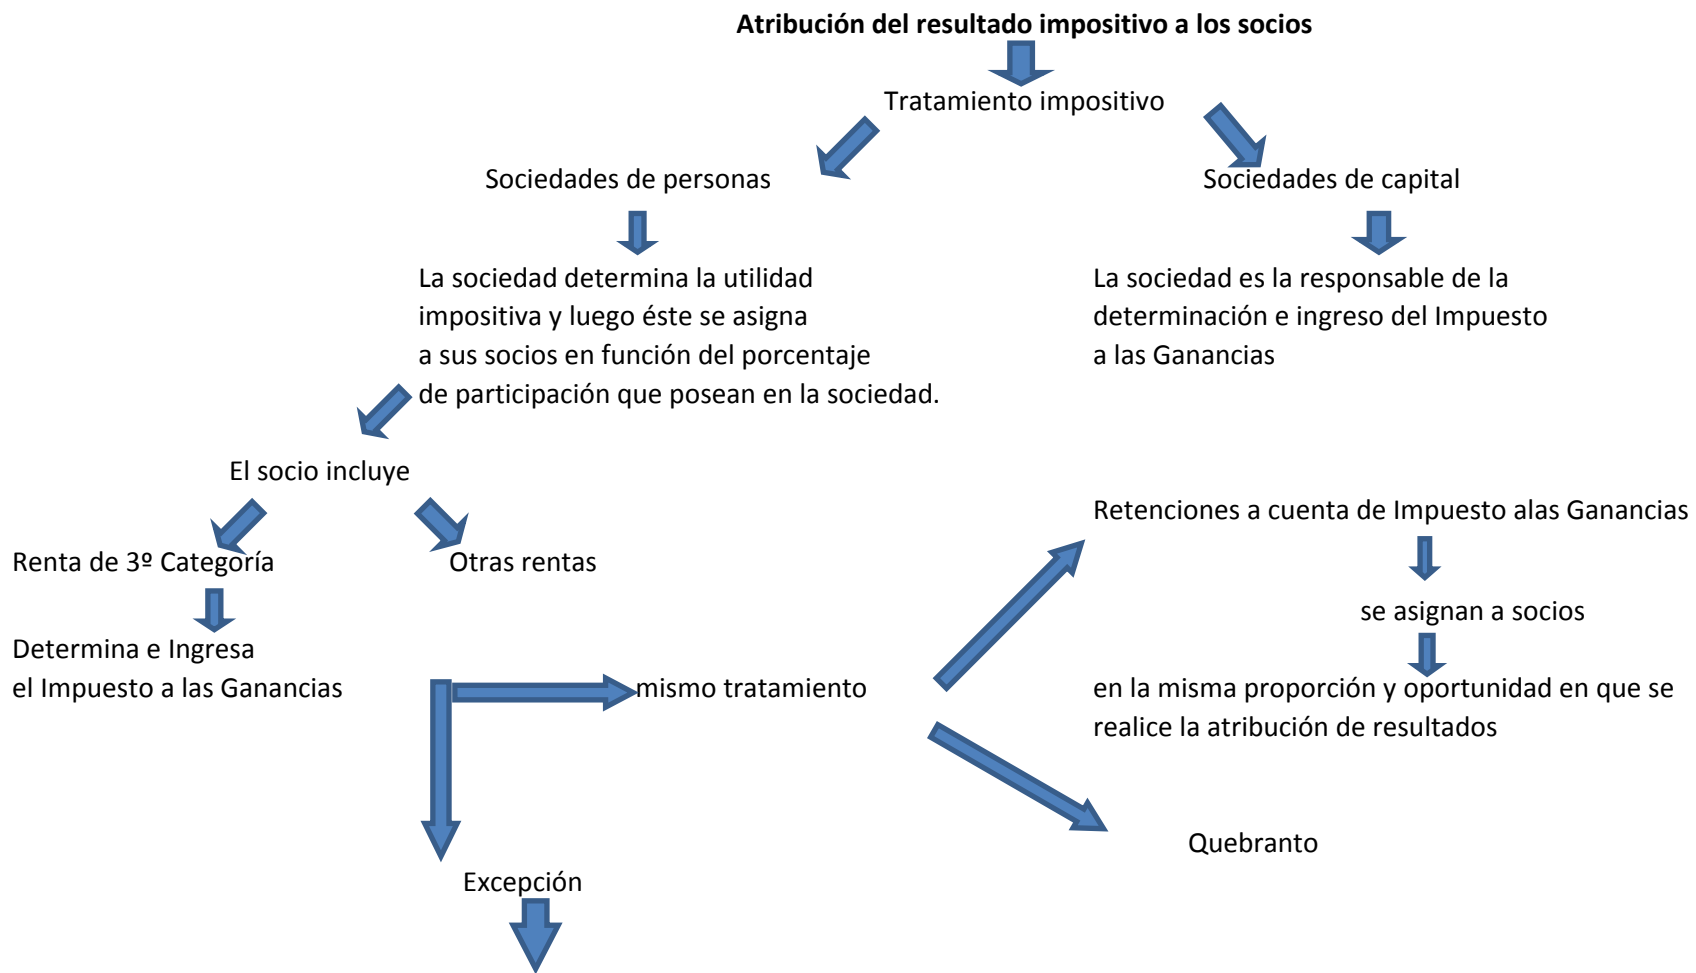 Atribución del resultado impositivo a los socios
Tratamiento impositivo
Sociedades de personas
Sociedades de capital
La sociedad determina la utilidad
impositiva y luego éste se asigna
a sus socios en función del porcentaje
de participación que posean en la sociedad.
La sociedad es la responsable de la
determinación e ingreso del Impuesto
a las Ganancias
El socio incluye
Renta de 3º Categoría
Otras rentas
Determina e Ingresa
el Impuesto a las Ganancias
mismo tratamiento
Retenciones a cuenta de Impuesto alas Ganancias
se asignan a socios
en la misma proporción y oportunidad en que se
realice la atribución de resultados
Quebranto
Excepción